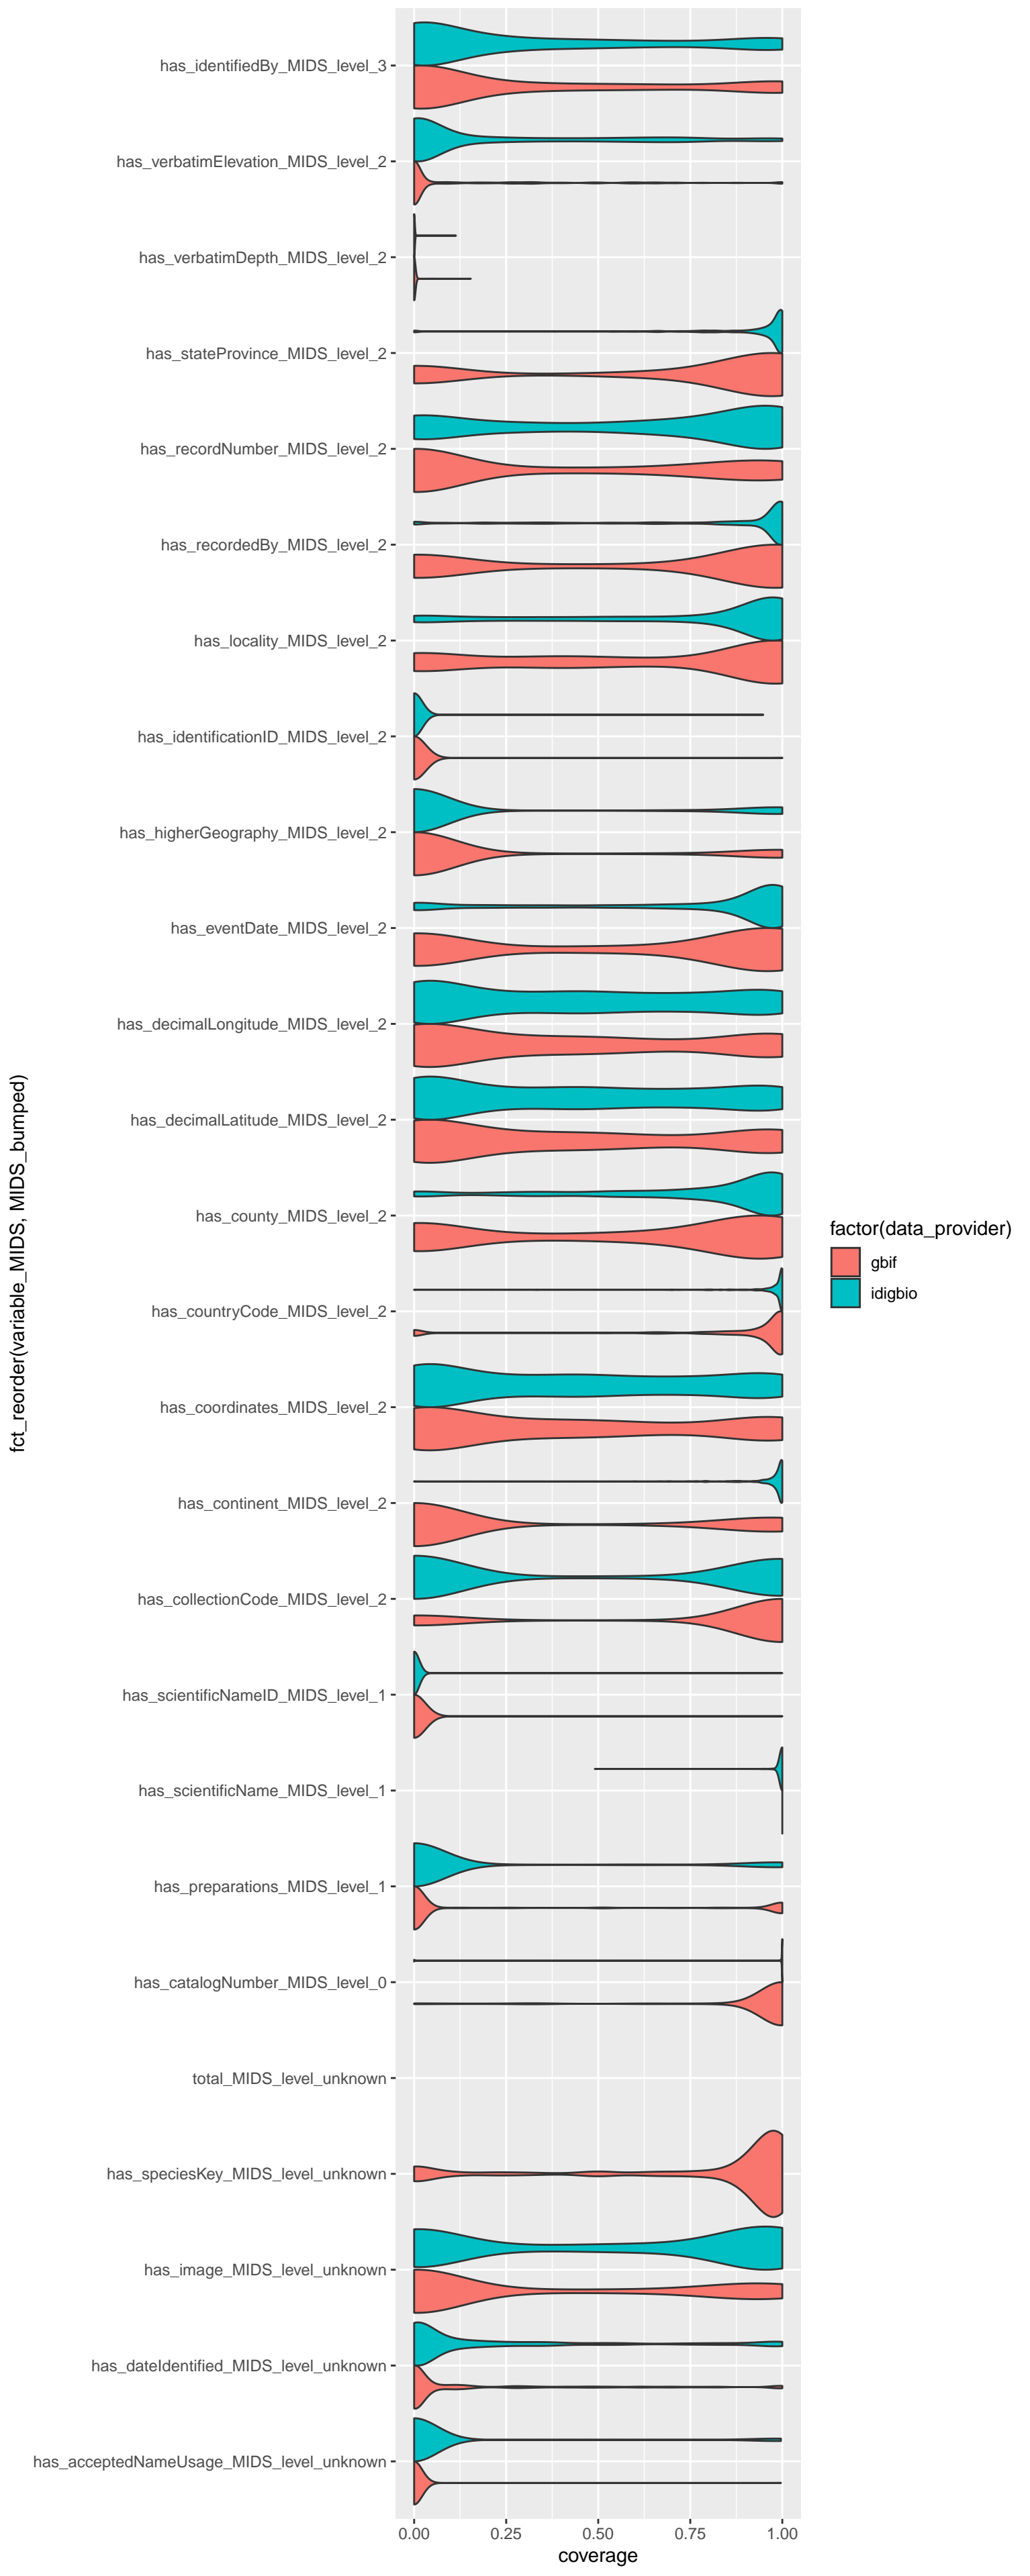 has_identifiedBy_MIDS_level_3
has_verbatimElevation_MIDS_level_2
has_verbatimDepth_MIDS_level_2
has_stateProvince_MIDS_level_2
has_recordNumber_MIDS_level_2
has_recordedBy_MIDS_level_2
has_locality_MIDS_level_2
has_identificationID_MIDS_level_2
has_higherGeography_MIDS_level_2
has_eventDate_MIDS_level_2
has_decimalLongitude_MIDS_level_2
has_decimalLatitude_MIDS_level_2
has_county_MIDS_level_2
has_countryCode_MIDS_level_2
has_coordinates_MIDS_level_2
has_continent_MIDS_level_2
has_collectionCode_MIDS_level_2
has_scientificNameID_MIDS_level_1
has_scientificName_MIDS_level_1
has_preparations_MIDS_level_1
has_catalogNumber_MIDS_level_0
total_MIDS_level_unknown
has_speciesKey_MIDS_level_unknown
has_image_MIDS_level_unknown
has_dateIdentified_MIDS_level_unknown
has_acceptedNameUsage_MIDS_level_unknown
fct_reorder(variable_MIDS, MIDS_bumped)
0.00 0.25 0.50 0.75 1.00
coverage
factor(data_provider)
gbif
idigbio